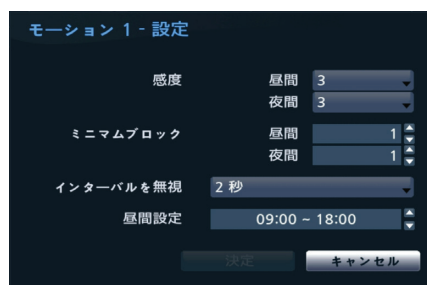 モーション 1 - 設定
感度 昼間 3
夜間 3
ミニマムブロック 昼間 1
夜間 1
インターバルを無視 2 秒
昼間設定 09:00 ~ 18:00
決定 キャンセル